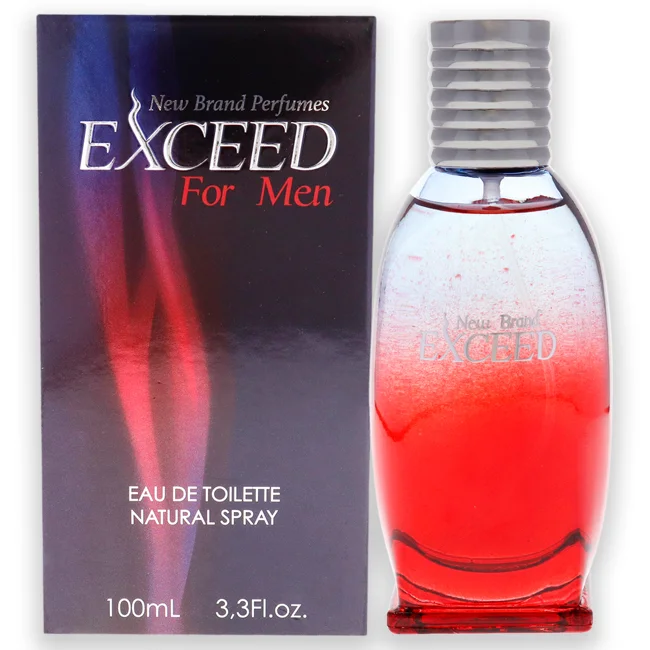 New Brand Perfumes
EXCEED
For Men
EAU DE TOILETTE
NATURAL SPRAY
100mL 3,3Fl.oz.
New Brand
EXCEED